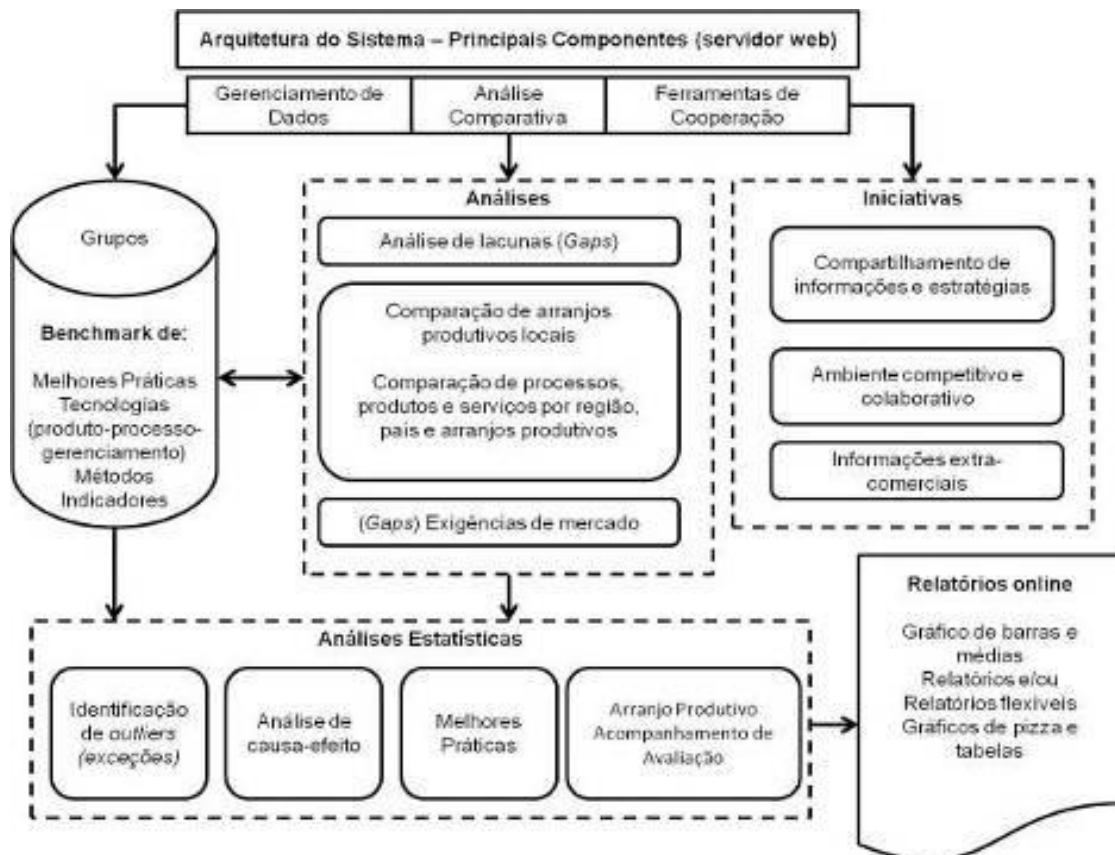 Arquitetura do Sistema – Principais Componentes (servidor web)
Gerenciamento de
Dados
Análise
Comparativa
Ferramentas de
Cooperação
Grupos
Benchmark de:
Melhores Práticas
Tecnologias
(produto-processo-
gerenciamento)
Métodos
Indicadores
Análises
Análise de lacunas (Gaps)
Comparação de arranjos
produtivos locais
Comparação de processos,
produtos e serviços por região,
país e arranjos produtivos
(Gaps) Exigências de mercado
Iniciativas
Compartilhamento de
informações e estratégias
Ambiente competitivo e
colaborativo
Informações extra-
comerciais
Análises Estatísticas
Identificação
de outliers
(exceções)
Análise de
causa-efeito
Melhores
Práticas
Arranjo Produtivo
Acompanhamento de
Avaliação
Relatórios online
Gráfico de barras e
médias
Relatórios e/ou
Relatórios flexíveis
Gráficos de pizza e
tabelas